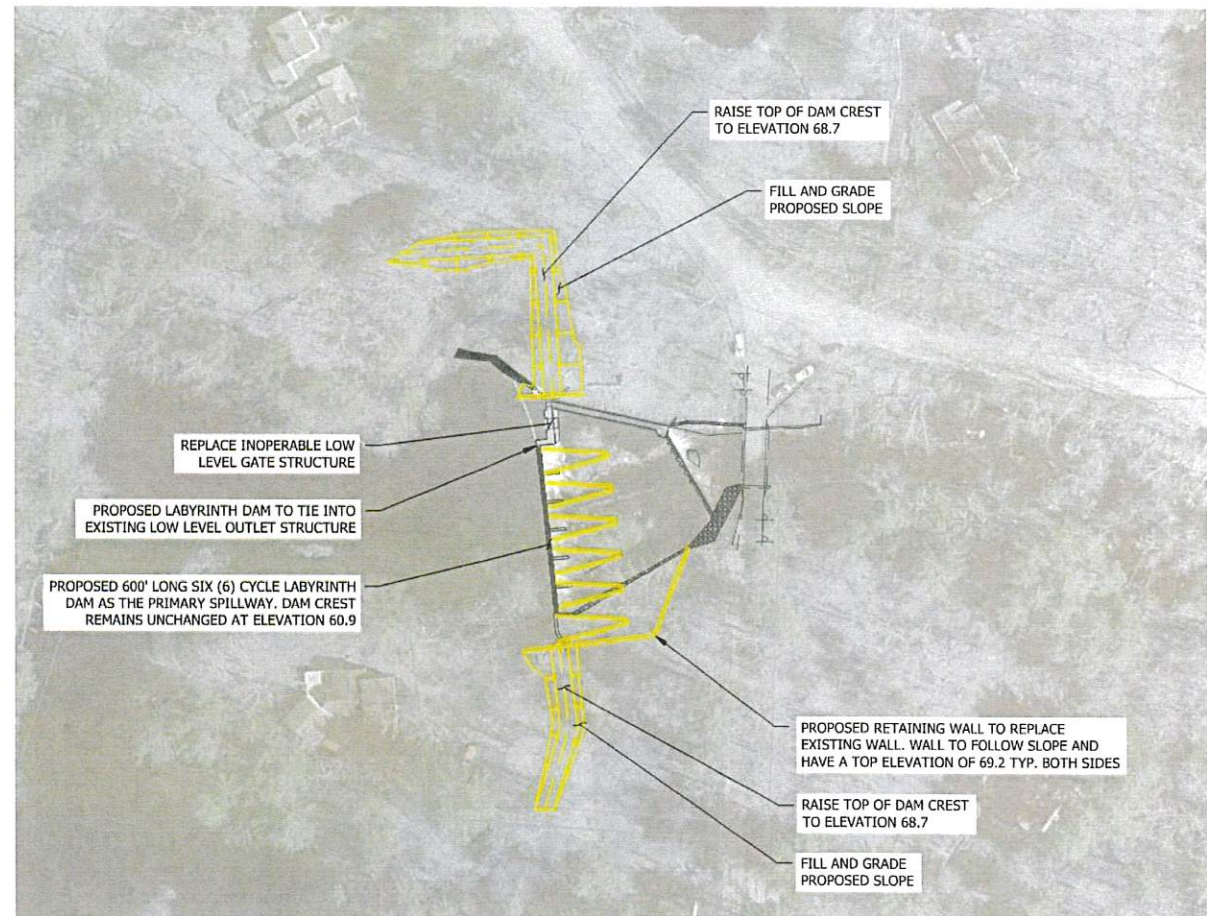 RAISE TOP OF DAM CREST
TO ELEVATION 68.7
FILL AND GRADE
PROPOSED SLOPE
REPLACE INOPERABLE LOW
LEVEL GATE STRUCTURE
PROPOSED LABYRINTH DAM TO TIE INTO
EXISTING LOW LEVEL OUTLET STRUCTURE
PROPOSED 600' LONG SIX (6) CYCLE LABYRINTH
DAM AS THE PRIMARY SPILLWAY. DAM CREST
REMAINS UNCHANGED AT ELEVATION 60.9
PROPOSED RETAINING WALL TO REPLACE
EXISTING WALL. WALL TO FOLLOW SLOPE AND
HAVE A TOP ELEVATION OF 69.2 TYP. BOTH SIDES
RAISE TOP OF DAM CREST
TO ELEVATION 68.7
FILL AND GRADE
PROPOSED SLOPE